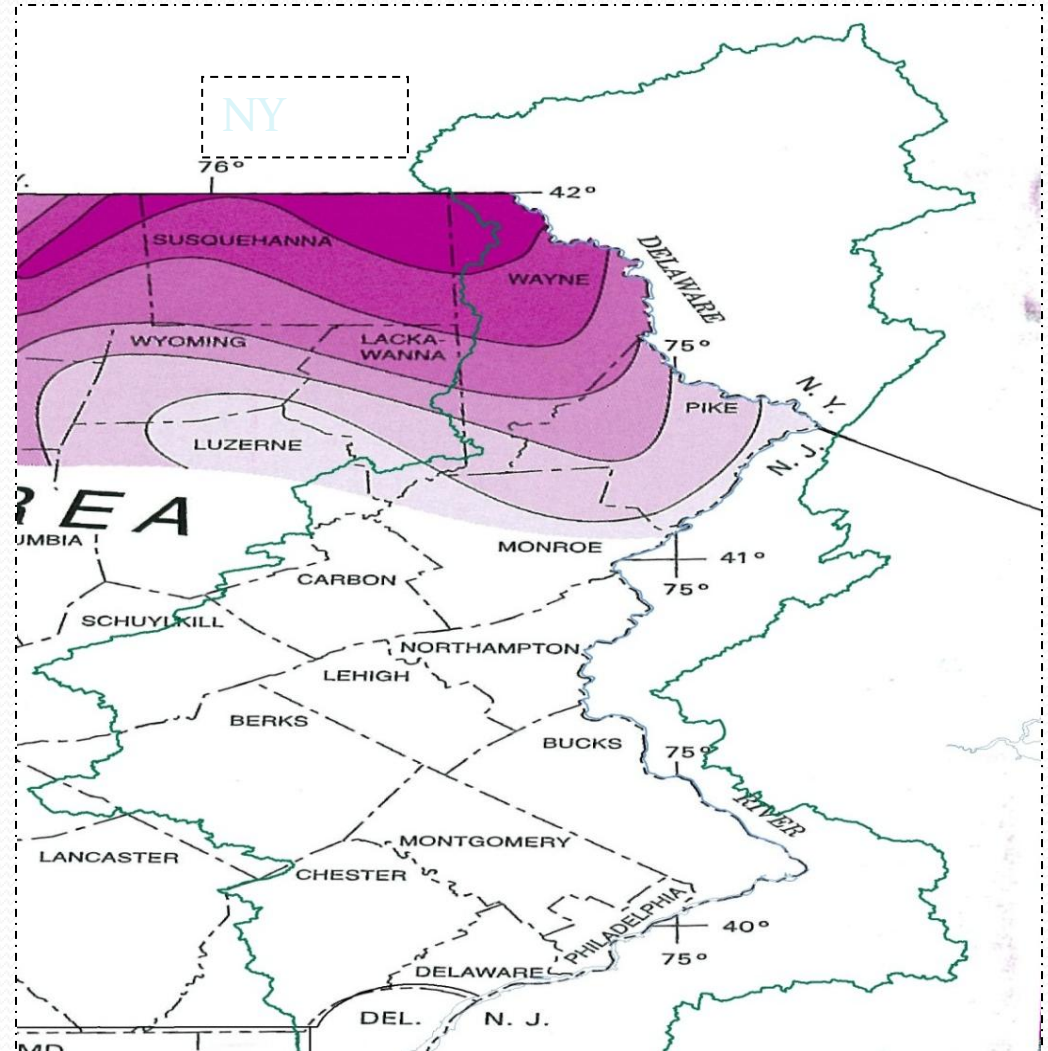 NY
76°
42°
SUSQUEHANNA
DELAWARE
WAYNE
WYOMING
LACKA-
WANNA
75°
N. Y.
PIKE
LUZERNE
N. J.
REA
UMBIA
MONROE
41°
CARBON
75°
SCHUYLKILL
NORTHAMPTON
LEHIGH
BERKS
BUCKS
75°
RIVER
MONTGOMERY
LANCASTER
CHESTER
PHILADELPHIA
40°
75°
DELAWARE
DEL.
N. J.
MD